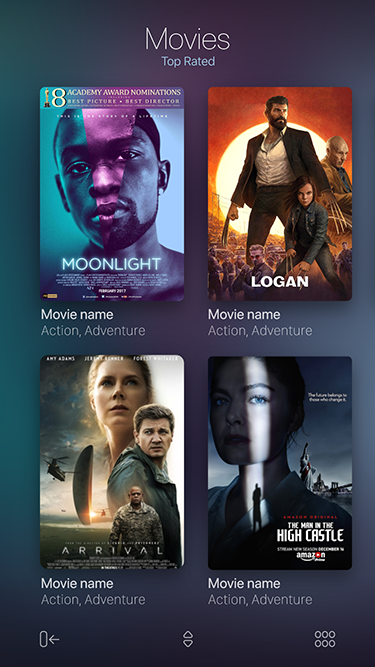 Movies
Top Rated
8 ACADEMY AWARD NOMINATIONS
BEST PICTURE • BEST DIRECTOR
THIS IS THE STORY OF A LIFETIME
MOONLIGHT
FEBRUARY 2017
LOGAN
Movie name
Action, Adventure
Movie name
Action, Adventure
AMY ADAMS JEREMY RENNER FOREST WHITAKER
ARRIVAL
The future belongs to
those who change it.
AMAZON ORIGINAL
THE MAN IN THE
HIGH CASTLE
STREAM NEW SEASON DECEMBER 16
amazon
Movie name
Action, Adventure
Movie name
Action, Adventure